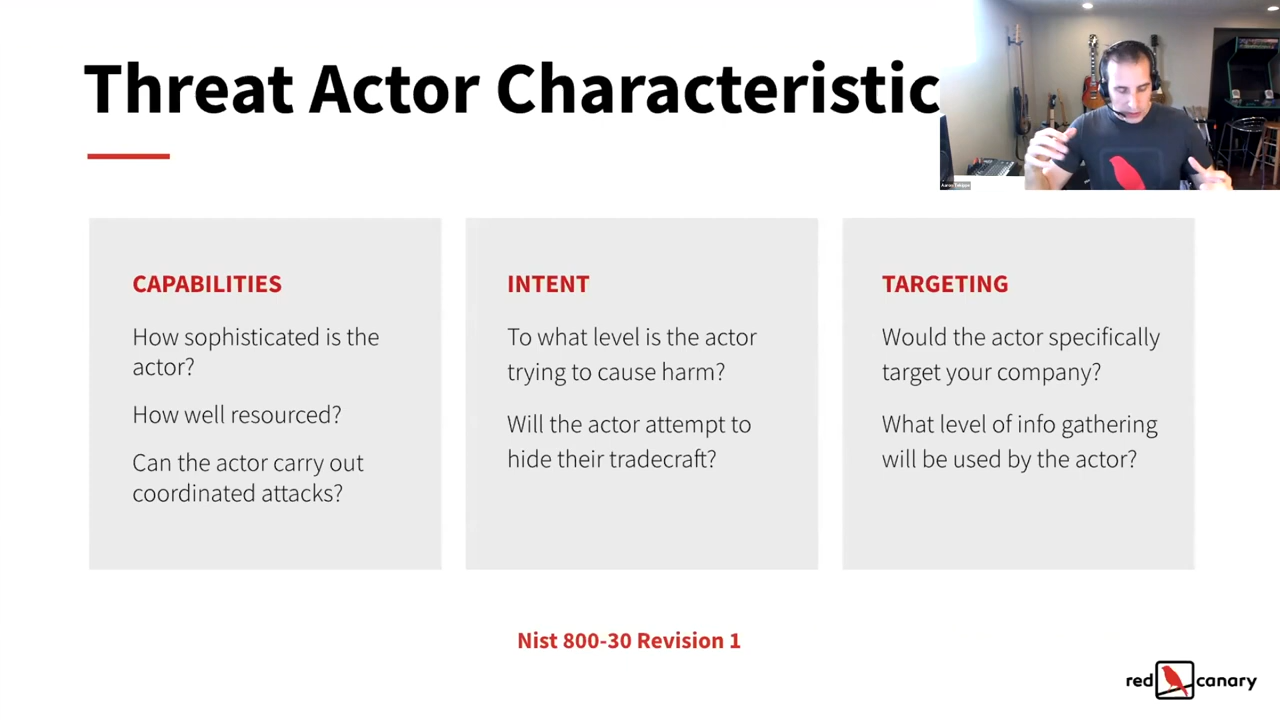 Threat Actor Characteristic
CAPABILITIES
How sophisticated is the
actor?
How well resourced?
Can the actor carry out
coordinated attacks?
INTENT
To what level is the actor
trying to cause harm?
Will the actor attempt to
hide their tradecraft?
TARGETING
Would the actor specifically
target your company?
What level of info gathering
will be used by the actor?
Nist 800-30 Revision 1
red canary